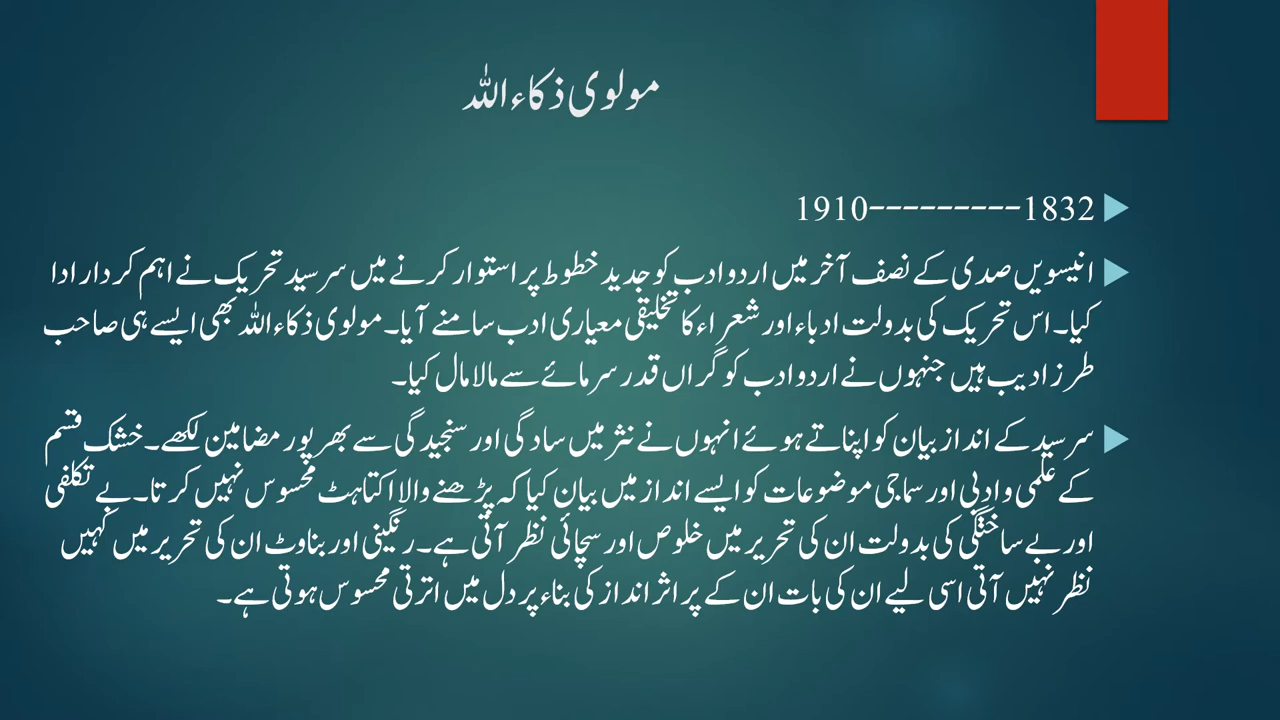 مولوی ذکاءاللہ
1832---------1910
انیسویں صدی کے نصف آخر میں اردو ادب کو جدید خطوط پر استوار کرنے میں سرسید تحریک نے اہم کردار ادا
کیا۔ اس تحریک کی بدولت ادباء اور شعراء کا تخلیقی معیاری ادب سامنے آیا۔ مولوی ذکاءاللہ بھی ایسے ہی صاحب
طرز ادیب ہیں جنہوں نے اردو ادب کو گراں قدر سرمائے سے مالا مال کیا۔
سرسید کے انداز بیان کو اپناتے ہوئے انہوں نے نثر میں سادگی اور سنجیدگی سے بھرپور مضامین لکھے۔ خشک قسم
کے علمی و ادبی اور سماجی موضوعات کو ایسے انداز میں بیان کیا کہ پڑھنے والا اکتاہٹ محسوس نہیں کرتا۔ بے تکلفی
اور بے ساختگی کی بدولت ان کی تحریر میں خلوص اور سچائی نظر آتی ہے۔ رنگینی اور بناوٹ ان کی تحریر میں کہیں
نظر نہیں آتی اسی لیے ان کی بات ان کے پراثر انداز کی بناء پر دل میں اترتی محسوس ہوتی ہے۔